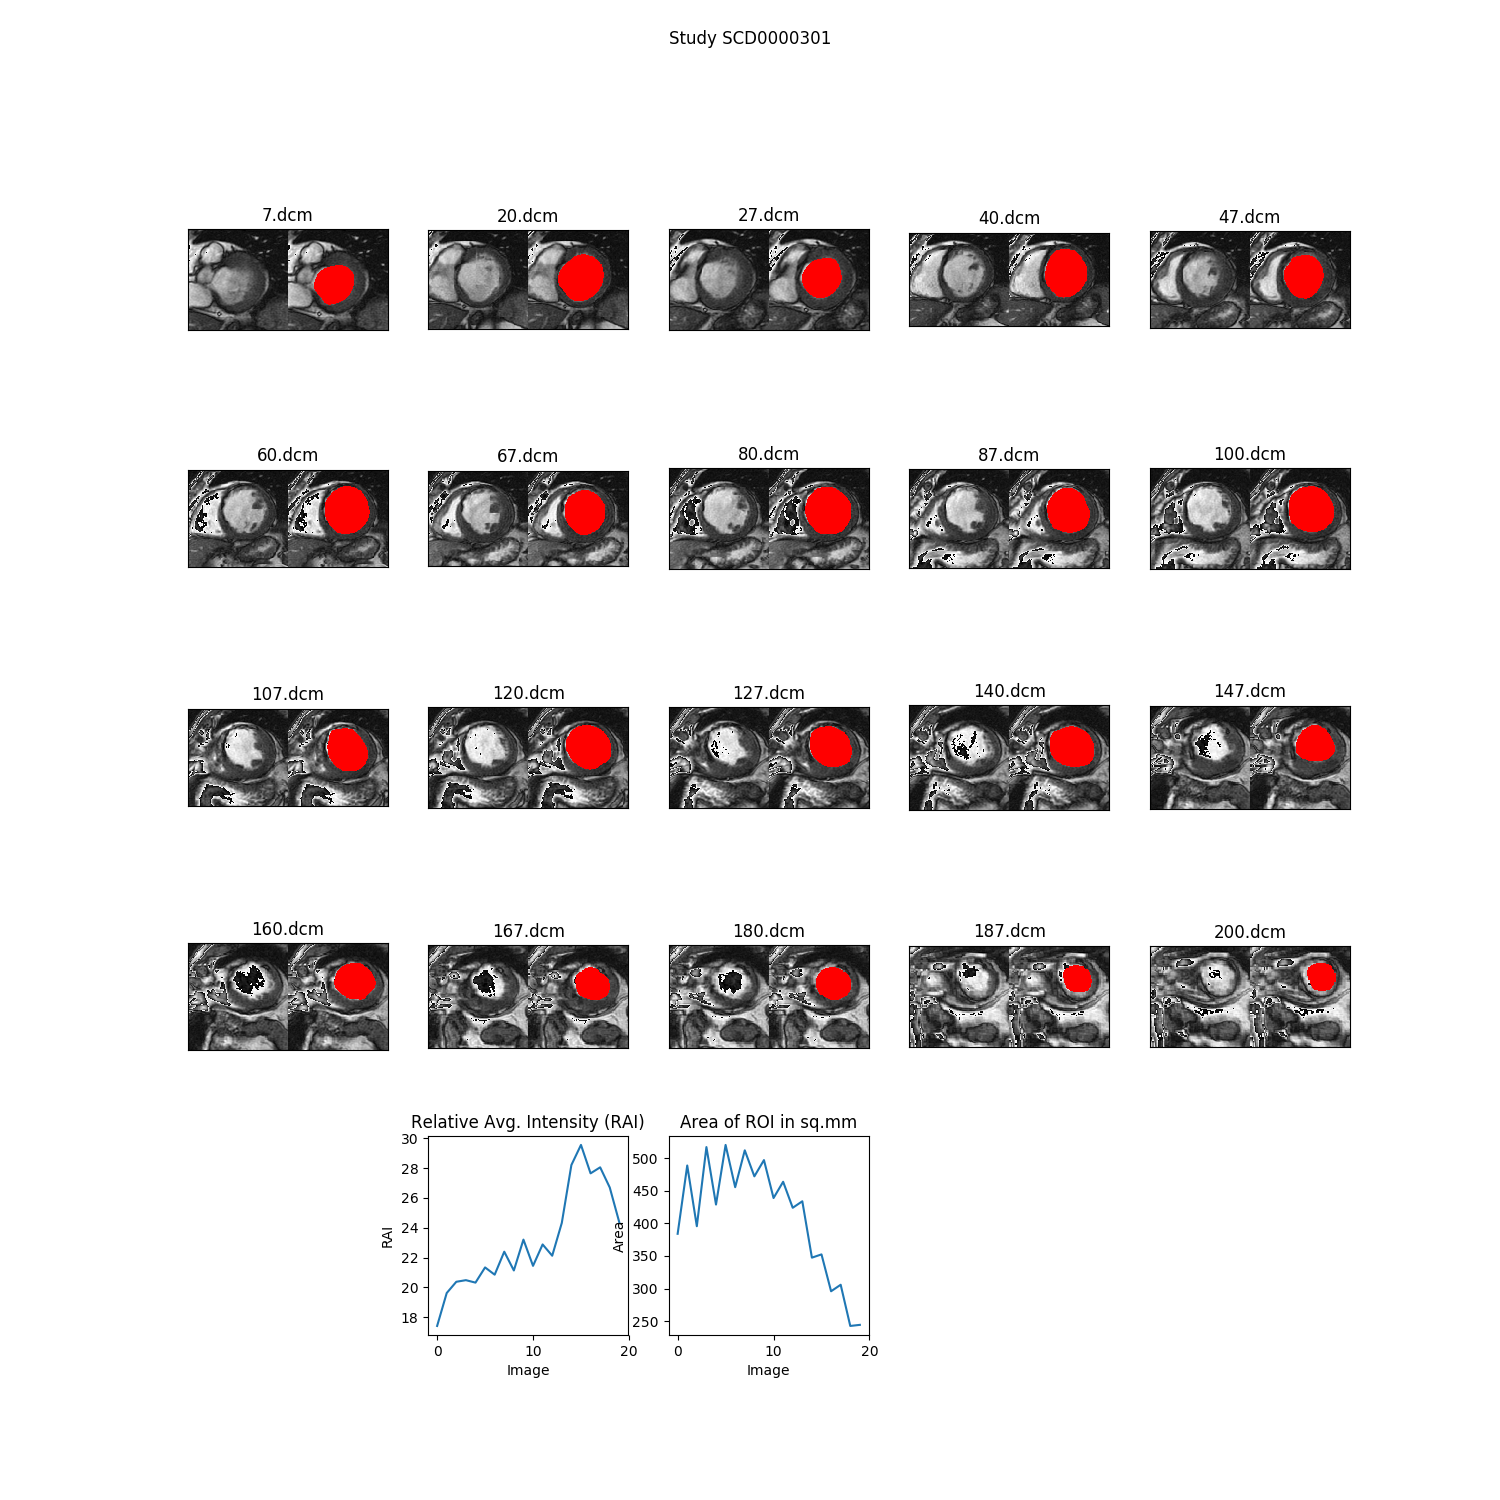 Study SCD0000301
7.dcm
20.dcm
27.dcm
40.dcm
47.dcm
60.dcm
67.dcm
80.dcm
87.dcm
100.dcm
107.dcm
120.dcm
127.dcm
140.dcm
147.dcm
160.dcm
167.dcm
180.dcm
187.dcm
200.dcm
Relative Avg. Intensity (RAI)
30
28
26
24
22
20
18
RAI
0
10
20
Image
Area of ROI in sq.mm
500
450
400
350
300
250
Area
0
10
20
Image